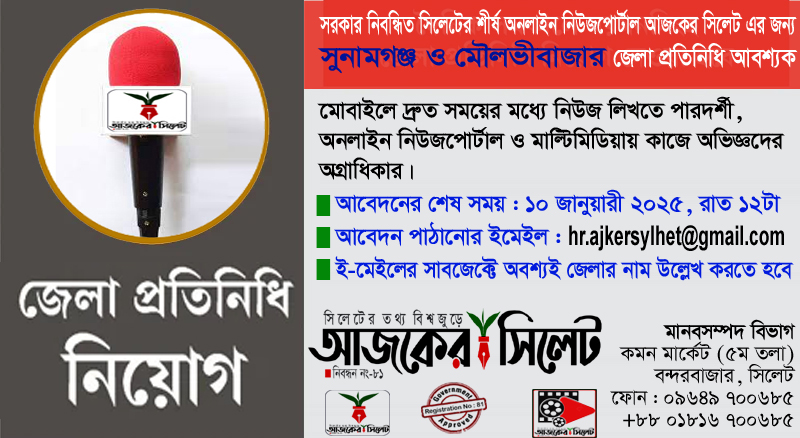 আজকের সিলেট
জেলা প্রতিনিধি
নিয়োগ
সরকার নিবন্ধিত সিলেটের শীর্ষ অনলাইন নিউজপোর্টাল আজকের সিলেট এর জন্য
সুনামগঞ্জ ও মৌলভীবাজার জেলা প্রতিনিধি আবশ্যক
মোবাইলে দ্রুত সময়ের মধ্যে নিউজ লিখতে পারদর্শী,
অনলাইন নিউজপোর্টাল ও মাল্টিমিডিয়ায় কাজে অভিজ্ঞদের
অগ্রাধিকার।
আবেদনের শেষ সময় : ১০ জানুয়ারী ২০২৫, রাত ১২টা
আবেদন পাঠানোর ইমেইল : hr.ajkersylhet@gmail.com
ই-মেইলের সাবজেক্টে অবশ্যই জেলার নাম উল্লেখ করতে হবে
সিলেটের তথ্য বিশ্বজুড়ে
আজকের সিলেট
নিবন্ধন নং-৮১
আজকের সিলেট
Government
Registration No : 81
Approved
আজকের সিলেট
মানবসম্পদ বিভাগ
কমন মার্কেট (৫ম তলা)
বন্দরবাজার, সিলেট
ফোন : ০৯৬৪৯ ৭০০৬৮৫
+৮৮ ০১৮১৬ ৭০০৬৮৫